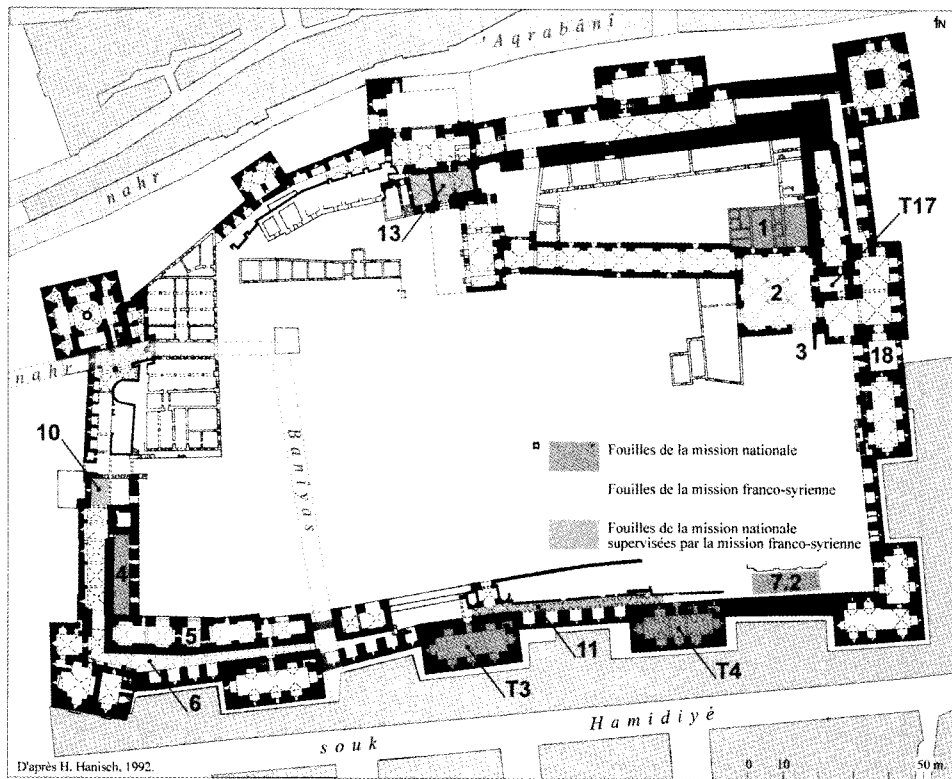 N
'Aqrabânî
nahr
13
1
T17
2
3
18
nahr
10
Baniyas
Fouilles de la mission nationale
Fouilles de la mission franco-syrienne
Fouilles de la mission nationale
supervisées par la mission franco-syrienne
4
7.2
5
11
T4
T3
6
souk Hamidiyé
D'après H. Hanisch, 1992.
0 10 50 m